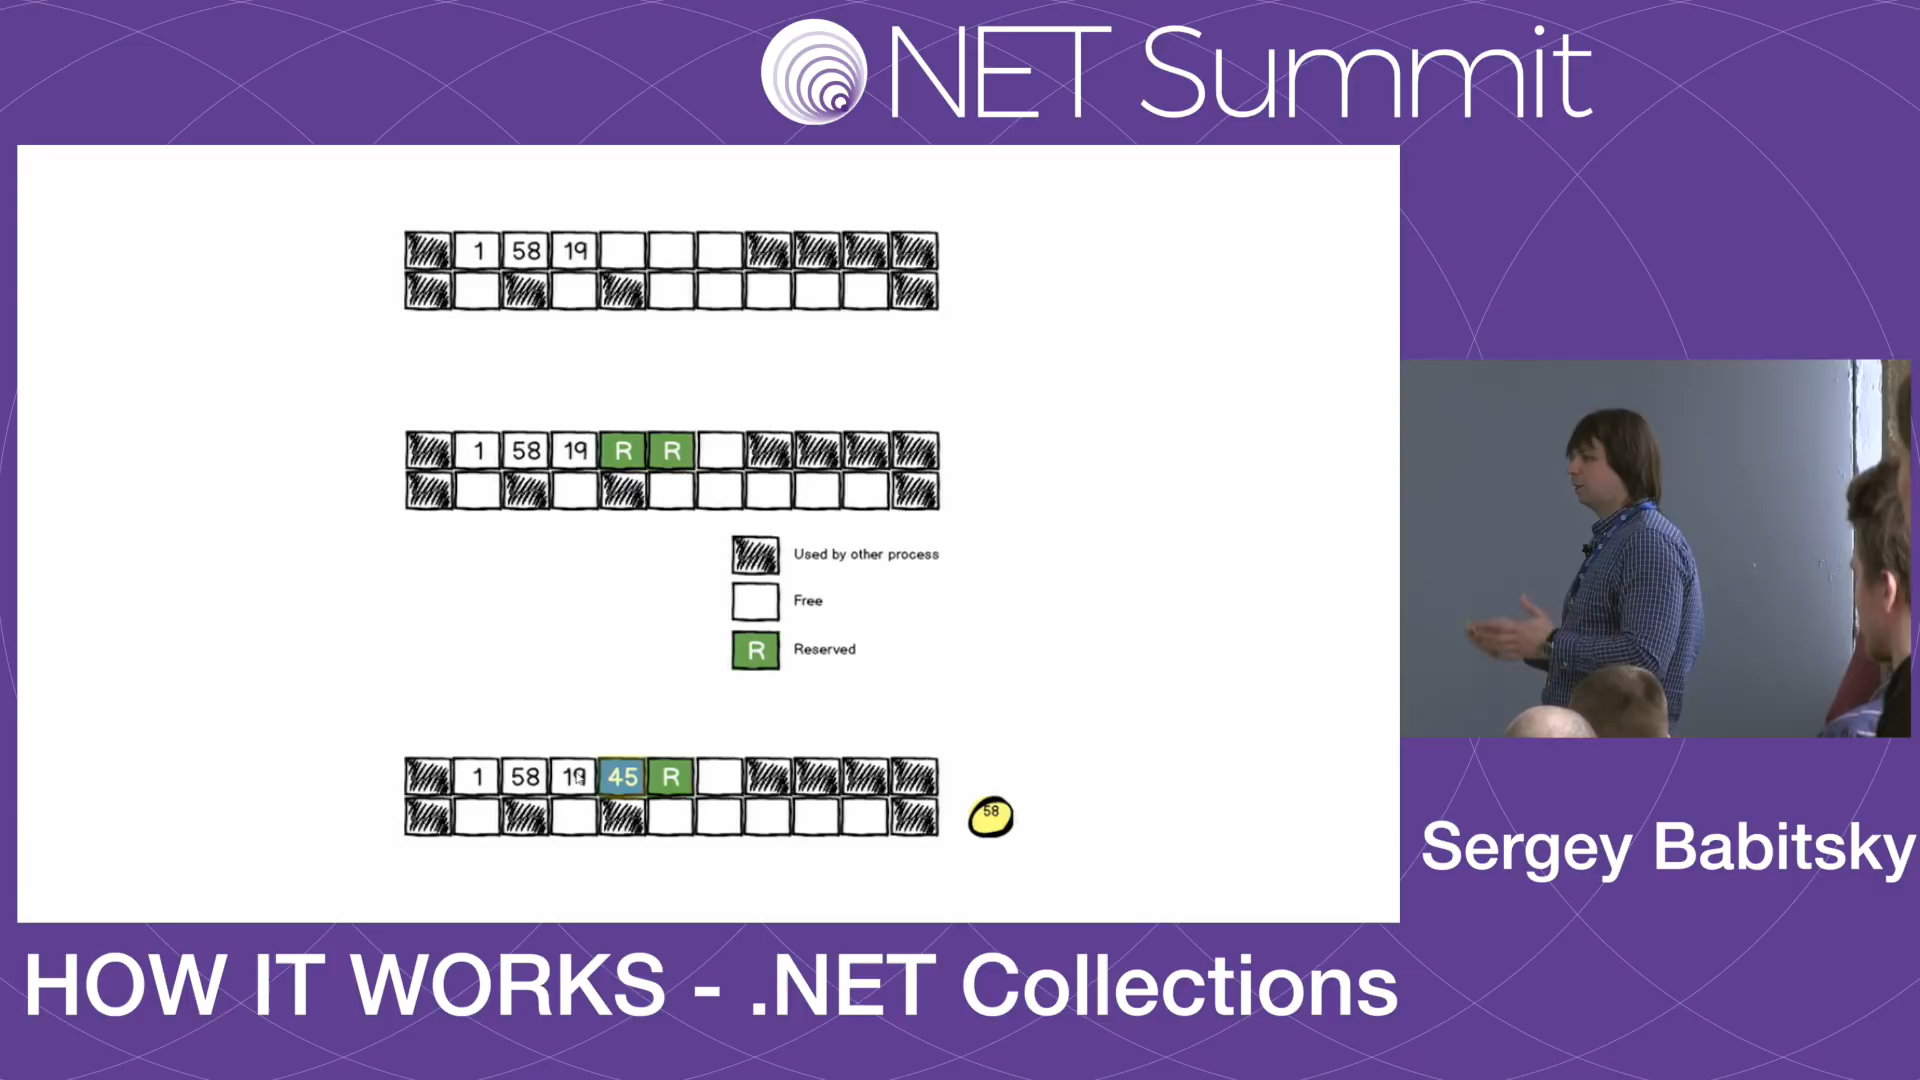 NET Summit
1 58 19
1 58 19 R R
Used by other process
Free
R Reserved
1 58 19 45 R
58
Sergey Babitsky
HOW IT WORKS - .NET Collections